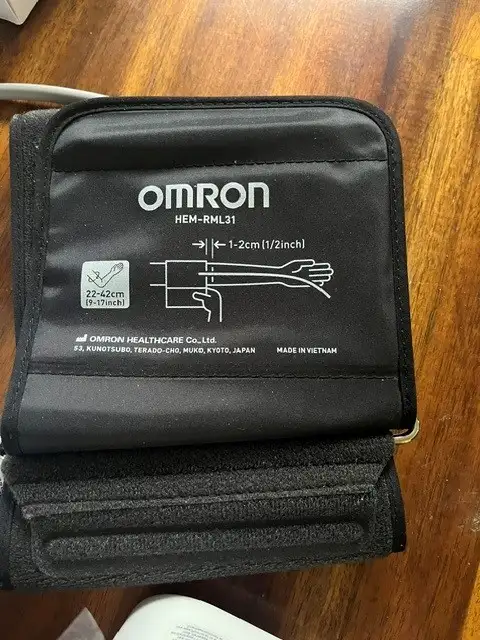 OMRON
HEM-RML31
1-2cm (1/2inch)
22-42cm
(9-17inch)
OMRON HEALTHCARE Co.,Ltd.
53, KUNOTSUBO, TERADO-CHO, MUKO, KYOTO, JAPAN MADE IN VIETNAM